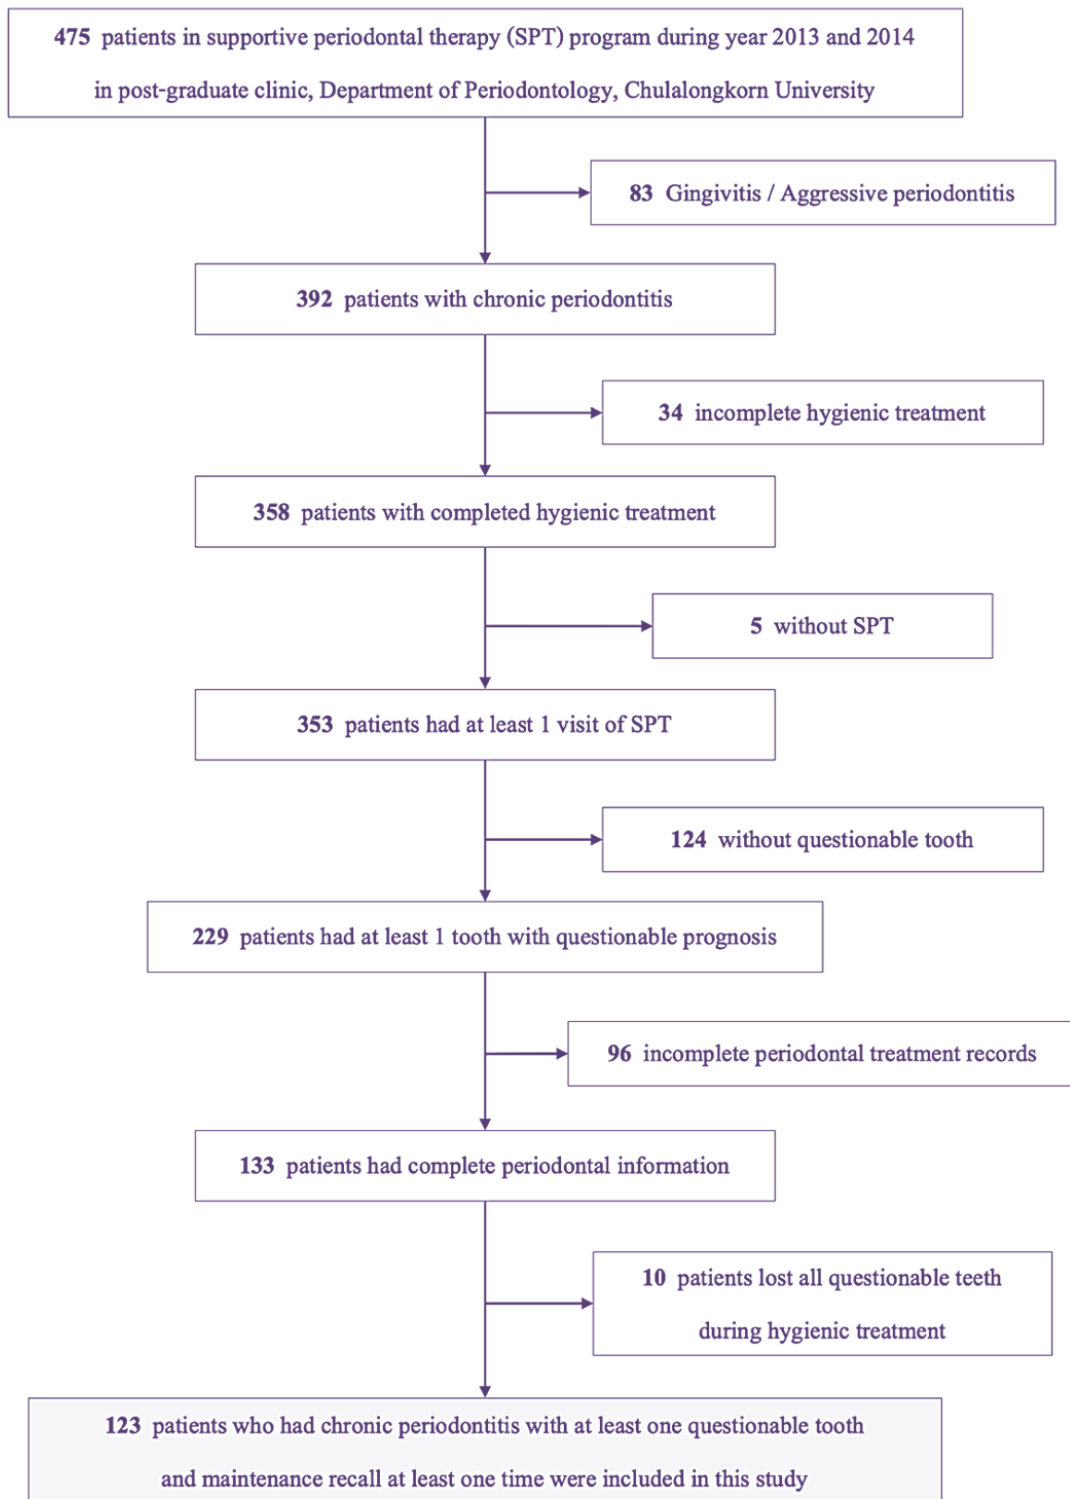 475 patients in supportive periodontal therapy (SPT) program during year 2013 and 2014
in post-graduate clinic, Department of Periodontology, Chulalongkorn University
83 Gingivitis / Aggressive periodontitis
392 patients with chronic periodontitis
34 incomplete hygienic treatment
358 patients with completed hygienic treatment
5 without SPT
353 patients had at least 1 visit of SPT
124 without questionable tooth
229 patients had at least 1 tooth with questionable prognosis
96 incomplete periodontal treatment records
133 patients had complete periodontal information
10 patients lost all questionable teeth
during hygienic treatment
123 patients who had chronic periodontitis with at least one questionable tooth
and maintenance recall at least one time were included in this study